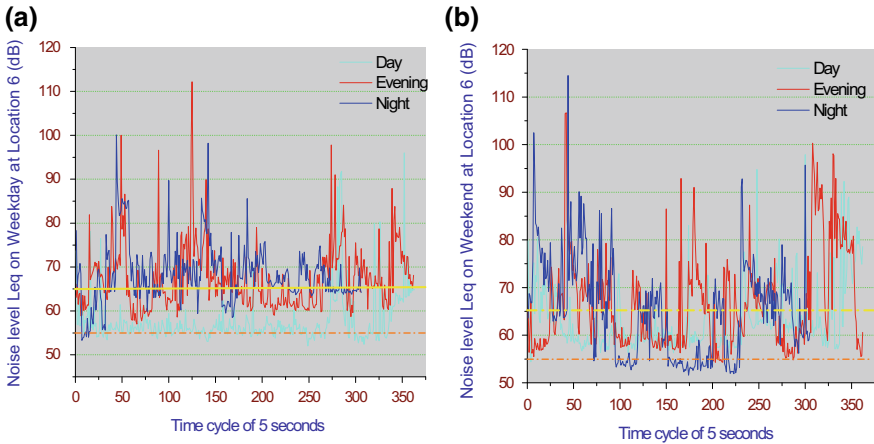 (a)
Noise level Leq on Weekday at Location 6 (dB)
120
110
100
90
80
70
60
50
Day
Evening
Night
0 50 100 150 200 250 300 350
Time cycle of 5 seconds
(b)
Noise level Leq on Weekend at Location 6 (dB)
120
110
100
90
80
70
60
50
Day
Evening
Night
0 50 100 150 200 250 300 350
Time cycle of 5 seconds